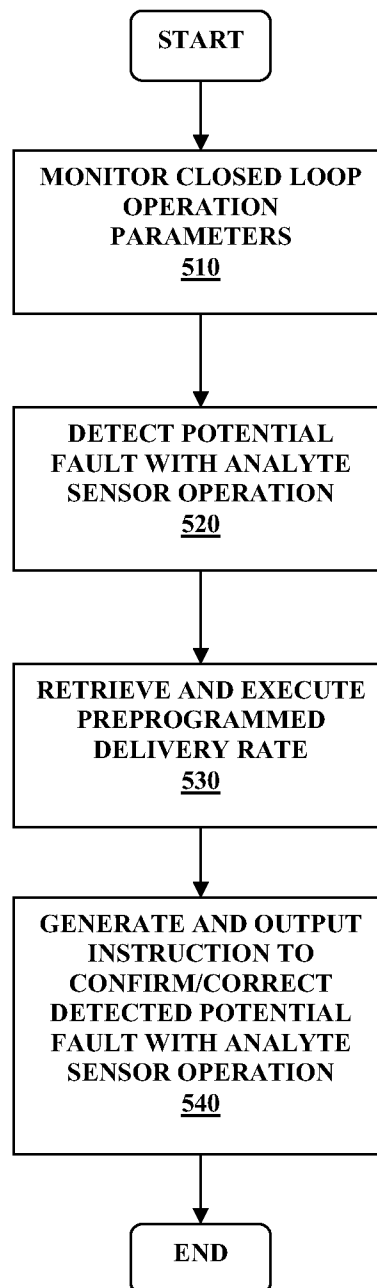 START
MONITOR CLOSED LOOP
OPERATION
PARAMETERS
510
DETECT POTENTIAL
FAULT WITH ANALYTE
SENSOR OPERATION
520
RETRIEVE AND EXECUTE
PREPROGRAMMED
DELIVERY RATE
530
GENERATE AND OUTPUT
INSTRUCTION TO
CONFIRM/CORRECT
DETECTED POTENTIAL
FAULT WITH ANALYTE
SENSOR OPERATION
540
END